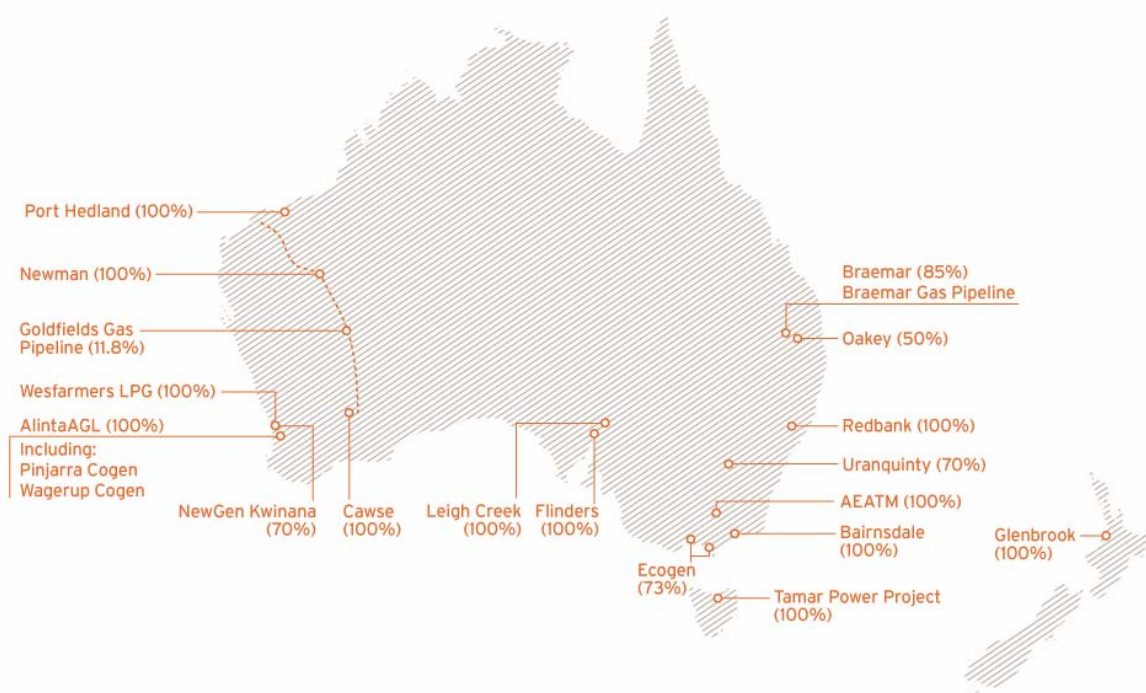 Port Hedland (100%)
Newman (100%)
Goldfields Gas
Pipeline (11.8%)
Wesfarmers LPG (100%)
AlintaAGL (100%)
Including:
Pinjarra Cogen
Wagerup Cogen
NewGen Kwinana
(70%)
Cawse
(100%)
Leigh Creek
(100%)
Flinders
(100%)
Braemar (85%)
Braemar Gas Pipeline
Oakey (50%)
Redbank (100%)
Uranquinty (70%)
AEATM (100%)
Bairnsdale
(100%)
Ecogen
(73%)
Tamar Power Project
(100%)
Glenbrook
(100%)